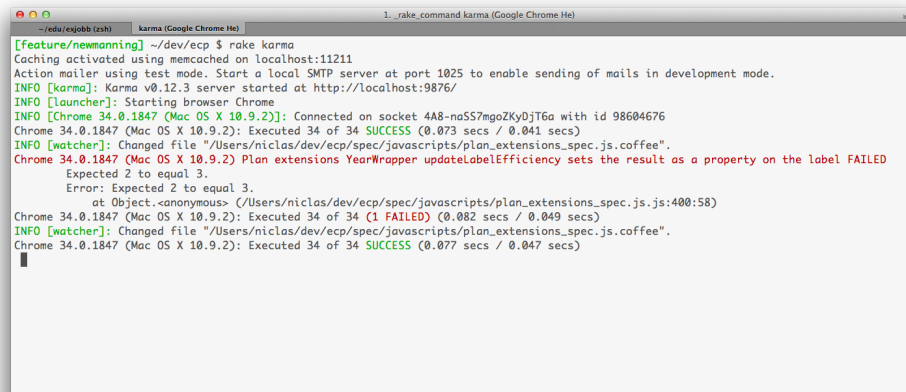 1. _rake_command karma (Google Chrome He)
~/edu/exjobb (zsh) karma (Google Chrome He)
[feature/newmanning] ~/dev/ecp $ rake karma
Caching activated using memcached on localhost:11211
Action mailer using test mode. Start a local SMTP server at port 1025 to enable sending of mails in development mode.
INFO [karma]: Karma v0.12.3 server started at http://localhost:9876/
INFO [launcher]: Starting browser Chrome
INFO [Chrome 34.0.1847 (Mac OS X 10.9.2)]: Connected on socket 4A8-naSS7mgoZKyDjT6a with id 98604676
Chrome 34.0.1847 (Mac OS X 10.9.2): Executed 34 of 34 SUCCESS (0.073 secs / 0.041 secs)
INFO [watcher]: Changed file "/Users/niclas/dev/ecp/spec/javascripts/plan_extensions_spec.js.coffee".
Chrome 34.0.1847 (Mac OS X 10.9.2) Plan extensions YearWrapper updateLabelEfficiency sets the result as a property on the label FAILED
Expected 2 to equal 3.
Error: Expected 2 to equal 3.
at Object.<anonymous> (/Users/niclas/dev/ecp/spec/javascripts/plan_extensions_spec.js.js:400:58)
Chrome 34.0.1847 (Mac OS X 10.9.2): Executed 34 of 34 (1 FAILED) (0.082 secs / 0.049 secs)
INFO [watcher]: Changed file "/Users/niclas/dev/ecp/spec/javascripts/plan_extensions_spec.js.coffee".
Chrome 34.0.1847 (Mac OS X 10.9.2): Executed 34 of 34 SUCCESS (0.077 secs / 0.047 secs)